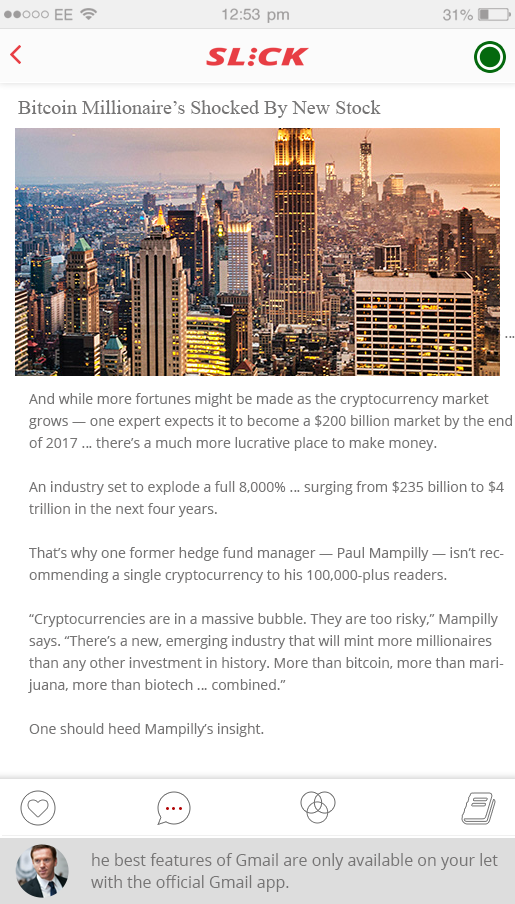 EE 12:53 pm 31%
SLiCK
Bitcoin Millionaire’s Shocked By New Stock
...
And while more fortunes might be made as the cryptocurrency market
grows — one expert expects it to become a $200 billion market by the end
of 2017 ... there’s a much more lucrative place to make money.
An industry set to explode a full 8,000% ... surging from $235 billion to $4
trillion in the next four years.
That’s why one former hedge fund manager — Paul Mampilly — isn’t rec-
ommending a single cryptocurrency to his 100,000-plus readers.
“Cryptocurrencies are in a massive bubble. They are too risky,” Mampilly
says. “There’s a new, emerging industry that will mint more millionaires
than any other investment in history. More than bitcoin, more than mari-
juana, more than biotech ... combined.”
One should heed Mampilly’s insight.
he best features of Gmail are only available on your let
with the official Gmail app.